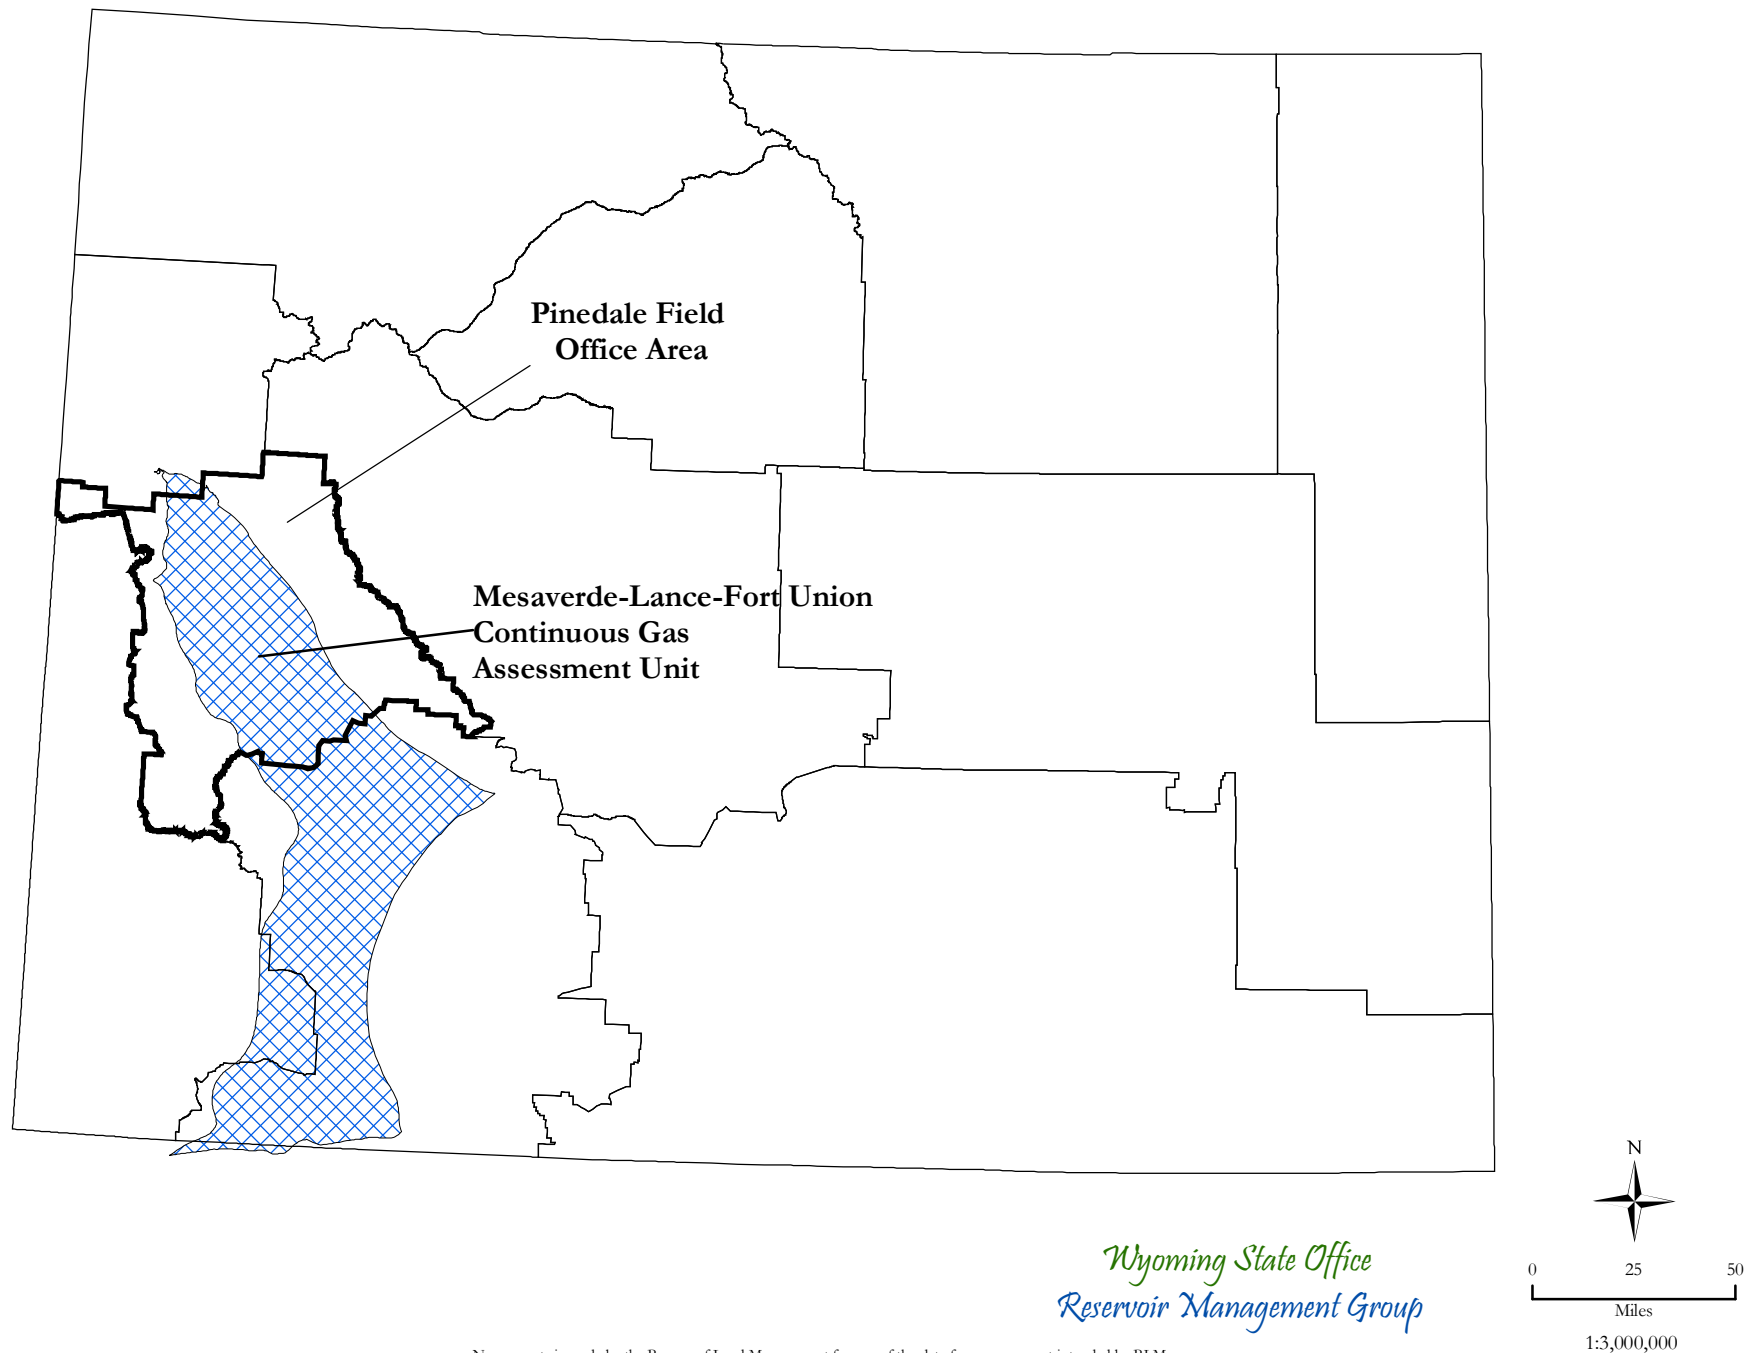 Pinedale Field
Office Area
Mesaverde-Lance-Fort Union
Continuous Gas
Assessment Unit
N
Wyoming State Office
Reservoir Management Group
0 25 50
Miles
1:3,000,000